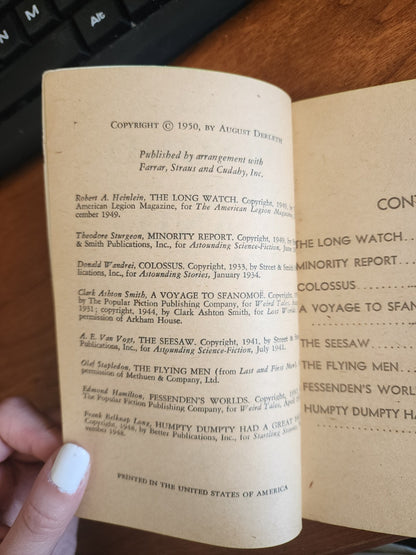 Alt
COPYRIGHT © 1950, BY AUGUST DERLETH
Published by arrangement with
Farrar, Straus and Cudahy, Inc.
Robert A. Heinlein, THE LONG WATCH. Copyright, 1949, by
American Legion Magazine, for The American Legion Magazine,
cember 1949.
Theodore Sturgeon, MINORITY REPORT. Copyright, 1949, by
& Smith Publications, Inc., for Astounding Science-Fiction, June
Donald Wandrei, COLOSSUS. Copyright, 1933, by Street & Smith
lications, Inc., for Astounding Stories, January 1934.
Clark Ashton Smith, A VOYAGE TO SFANOMOË. Copyright,
by The Popular Fiction Publishing Company, for Weird Tales,
1931; copyright, 1944, by Clark Ashton Smith, for Lost Worlds
permission of Arkham House.
A. E. Van Vogt, THE SEESAW. Copyright, 1941, by Street &
Publications, Inc., for Astounding Science-Fiction, July 1941.
Olaf Stapledon, THE FLYING MEN (from Last and First Men),
permission of Methuen & Company, Ltd.
Edmond Hamilton, FESSENDEN'S WORLDS. Copyright,
The Popular Fiction Publishing Company, for Weird Tales, April
Frank Belknap Long, HUMPTY DUMPTY HAD A GREAT
Copyright, 1948, by Better Publications, Inc., for Startling Stories,
vember 1948.
PRINTED IN THE UNITED STATES OF AMERICA
CONT
THE LONG WATCH
MINORITY REPORT
COLOSSUS
A VOYAGE TO SFANOM
THE SEESAW
THE FLYING MEN
FESSENDEN'S WORLDS
HUMPTY DUMPTY HA